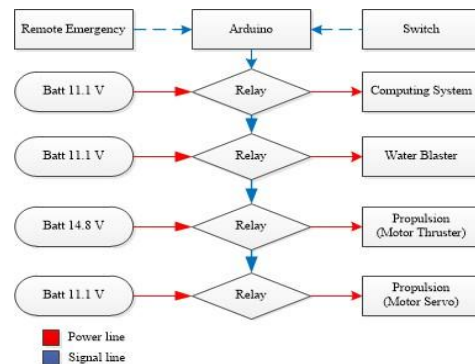 Remote Emergency
Arduino
Switch
Batt 11.1 V
Relay
Computing System
Batt 11.1 V
Relay
Water Blaster
Batt 14.8 V
Relay
Propulsion
(Motor Thruster)
Batt 11.1 V
Relay
Propulsion
(Motor Servo)
Power line
Signal line